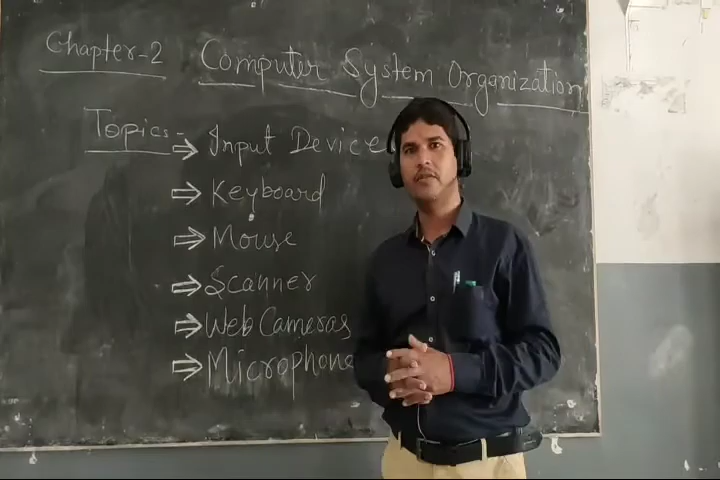 Chapter-2 Computer System Organization
Topics- ⇒ Input Device
⇒ Keyboard
⇒ Mouse
⇒ Scanner
⇒ Web Cameras
⇒ Microphone